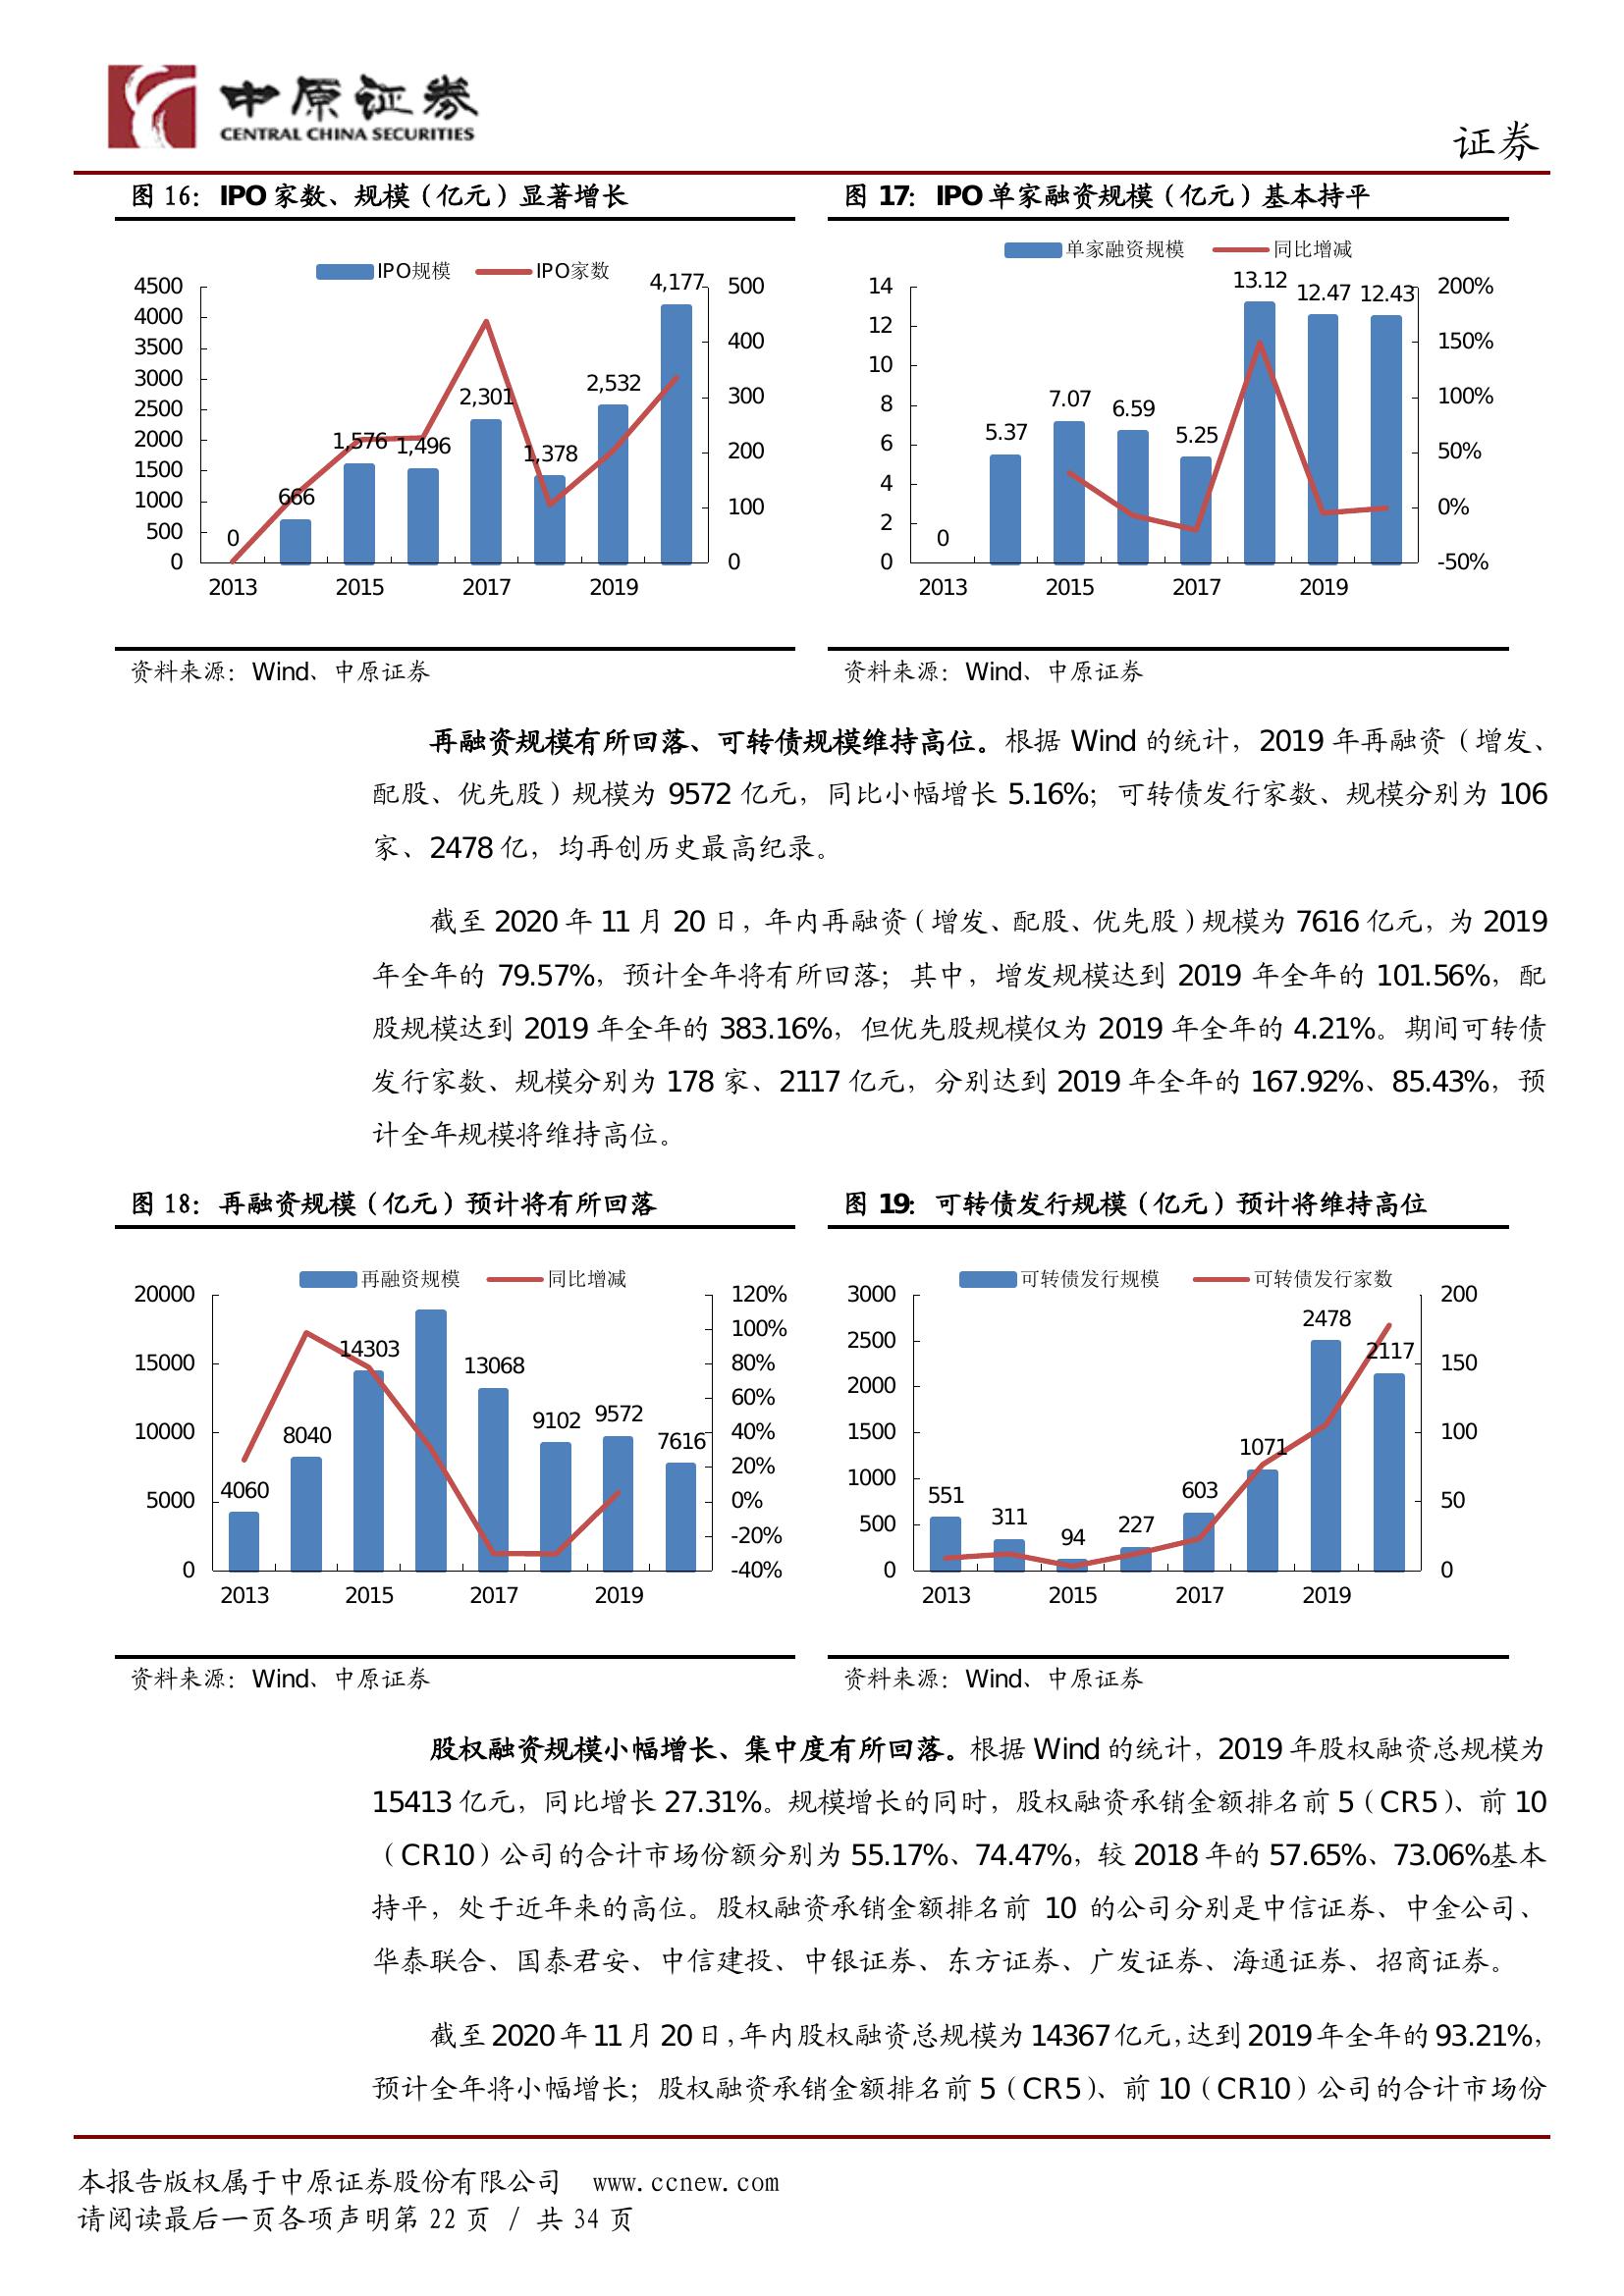 中原证券
CENTRAL CHINA SECURITIES
证券
图 16：IPO 家数、规模（亿元）显著增长
IPO规模 IPO家数
4500
4000
3500
3000
2500
2000
1500
1000
500
0
0
666
1,576
1,496
2,301
1,378
2,532
4,177
500
400
300
200
100
0
2013 2015 2017 2019
资料来源：Wind、中原证券
图 17：IPO 单家融资规模（亿元）基本持平
单家融资规模 同比增减
14
12
10
8
6
4
2
0
0
5.37
7.07
6.59
5.25
13.12
12.47
12.43
200%
150%
100%
50%
0%
-50%
2013 2015 2017 2019
资料来源：Wind、中原证券
再融资规模有所回落、可转债规模维持高位。根据 Wind 的统计，2019 年再融资（增发、
配股、优先股）规模为 9572 亿元，同比小幅增长 5.16%；可转债发行家数、规模分别为 106
家、2478 亿，均再创历史最高纪录。
截至 2020 年 11 月 20 日，年内再融资（增发、配股、优先股）规模为 7616 亿元，为 2019
年全年的 79.57%，预计全年将有所回落；其中，增发规模达到 2019 年全年的 101.56%，配
股规模达到 2019 年全年的 383.16%，但优先股规模仅为 2019 年全年的 4.21%。期间可转债
发行家数、规模分别为 178 家、2117 亿元，分别达到 2019 年全年的 167.92%、85.43%，预
计全年规模将维持高位。
图 18：再融资规模（亿元）预计将有所回落
再融资规模 同比增减
20000
15000
10000
5000
0
4060
8040
14303
13068
9102
9572
7616
120%
100%
80%
60%
40%
20%
0%
-20%
-40%
2013 2015 2017 2019
资料来源：Wind、中原证券
图 19：可转债发行规模（亿元）预计将维持高位
可转债发行规模 可转债发行家数
3000
2500
2000
1500
1000
500
0
551
311
94
227
603
1071
2478
2117
200
150
100
50
0
2013 2015 2017 2019
资料来源：Wind、中原证券
股权融资规模小幅增长、集中度有所回落。根据 Wind 的统计，2019 年股权融资总规模为
15413 亿元，同比增长 27.31%。规模增长的同时，股权融资承销金额排名前 5（CR5）、前 10
（CR10）公司的合计市场份额分别为 55.17%、74.47%，较 2018 年的 57.65%、73.06%基本
持平，处于近年来的高位。股权融资承销金额排名前 10 的公司分别是中信证券、中金公司、
华泰联合、国泰君安、中信建投、中银证券、东方证券、广发证券、海通证券、招商证券。
截至 2020 年 11 月 20 日，年内股权融资总规模为 14367 亿元，达到 2019 年全年的 93.21%，
预计全年将小幅增长；股权融资承销金额排名前 5（CR5）、前 10（CR10）公司的合计市场份
本报告版权属于中原证券股份有限公司 www.ccnew.com
请阅读最后一页各项声明第 22 页 / 共 34 页